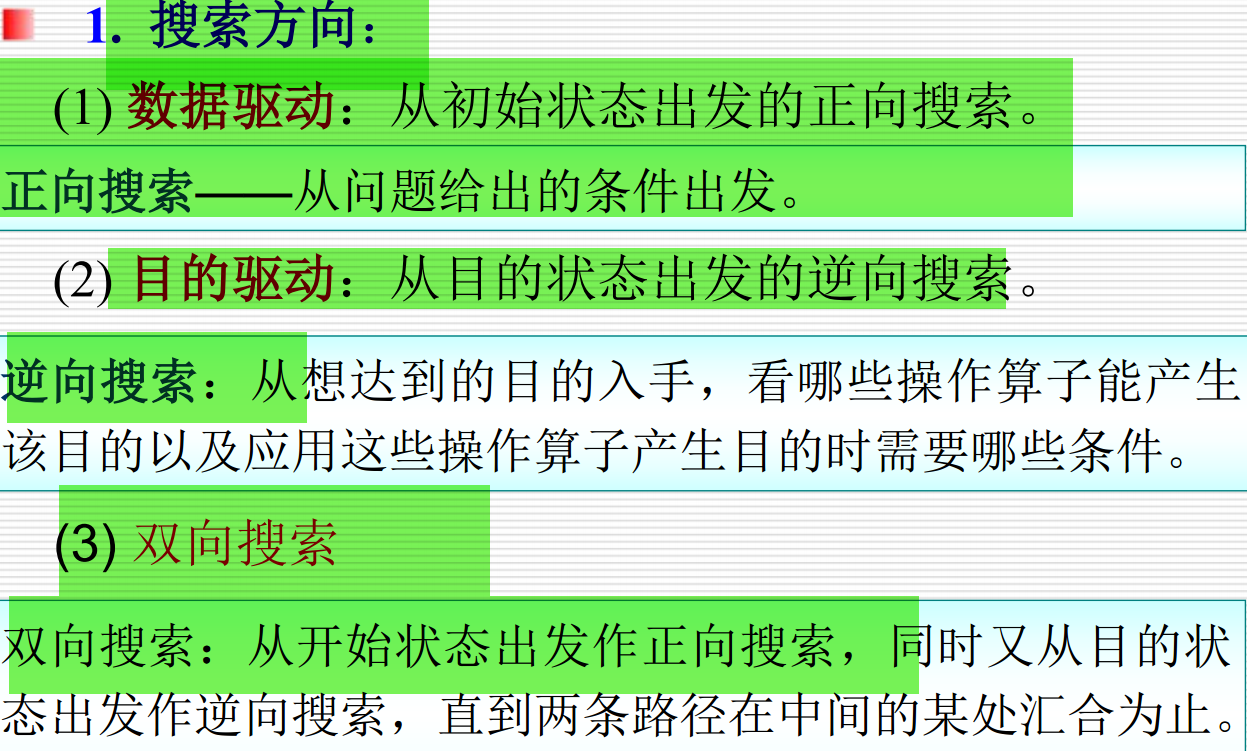 1. 搜索方向：
(1) 数据驱动：从初始状态出发的正向搜索。
正向搜索——从问题给出的条件出发。
(2) 目的驱动：从目的状态出发的逆向搜索。
逆向搜索：从想达到的目的入手，看哪些操作算子能产生
该目的以及应用这些操作算子产生目的时需要哪些条件。
(3) 双向搜索
双向搜索：从开始状态出发作正向搜索，同时又从目的状
态出发作逆向搜索，直到两条路径在中间的某处汇合为止。